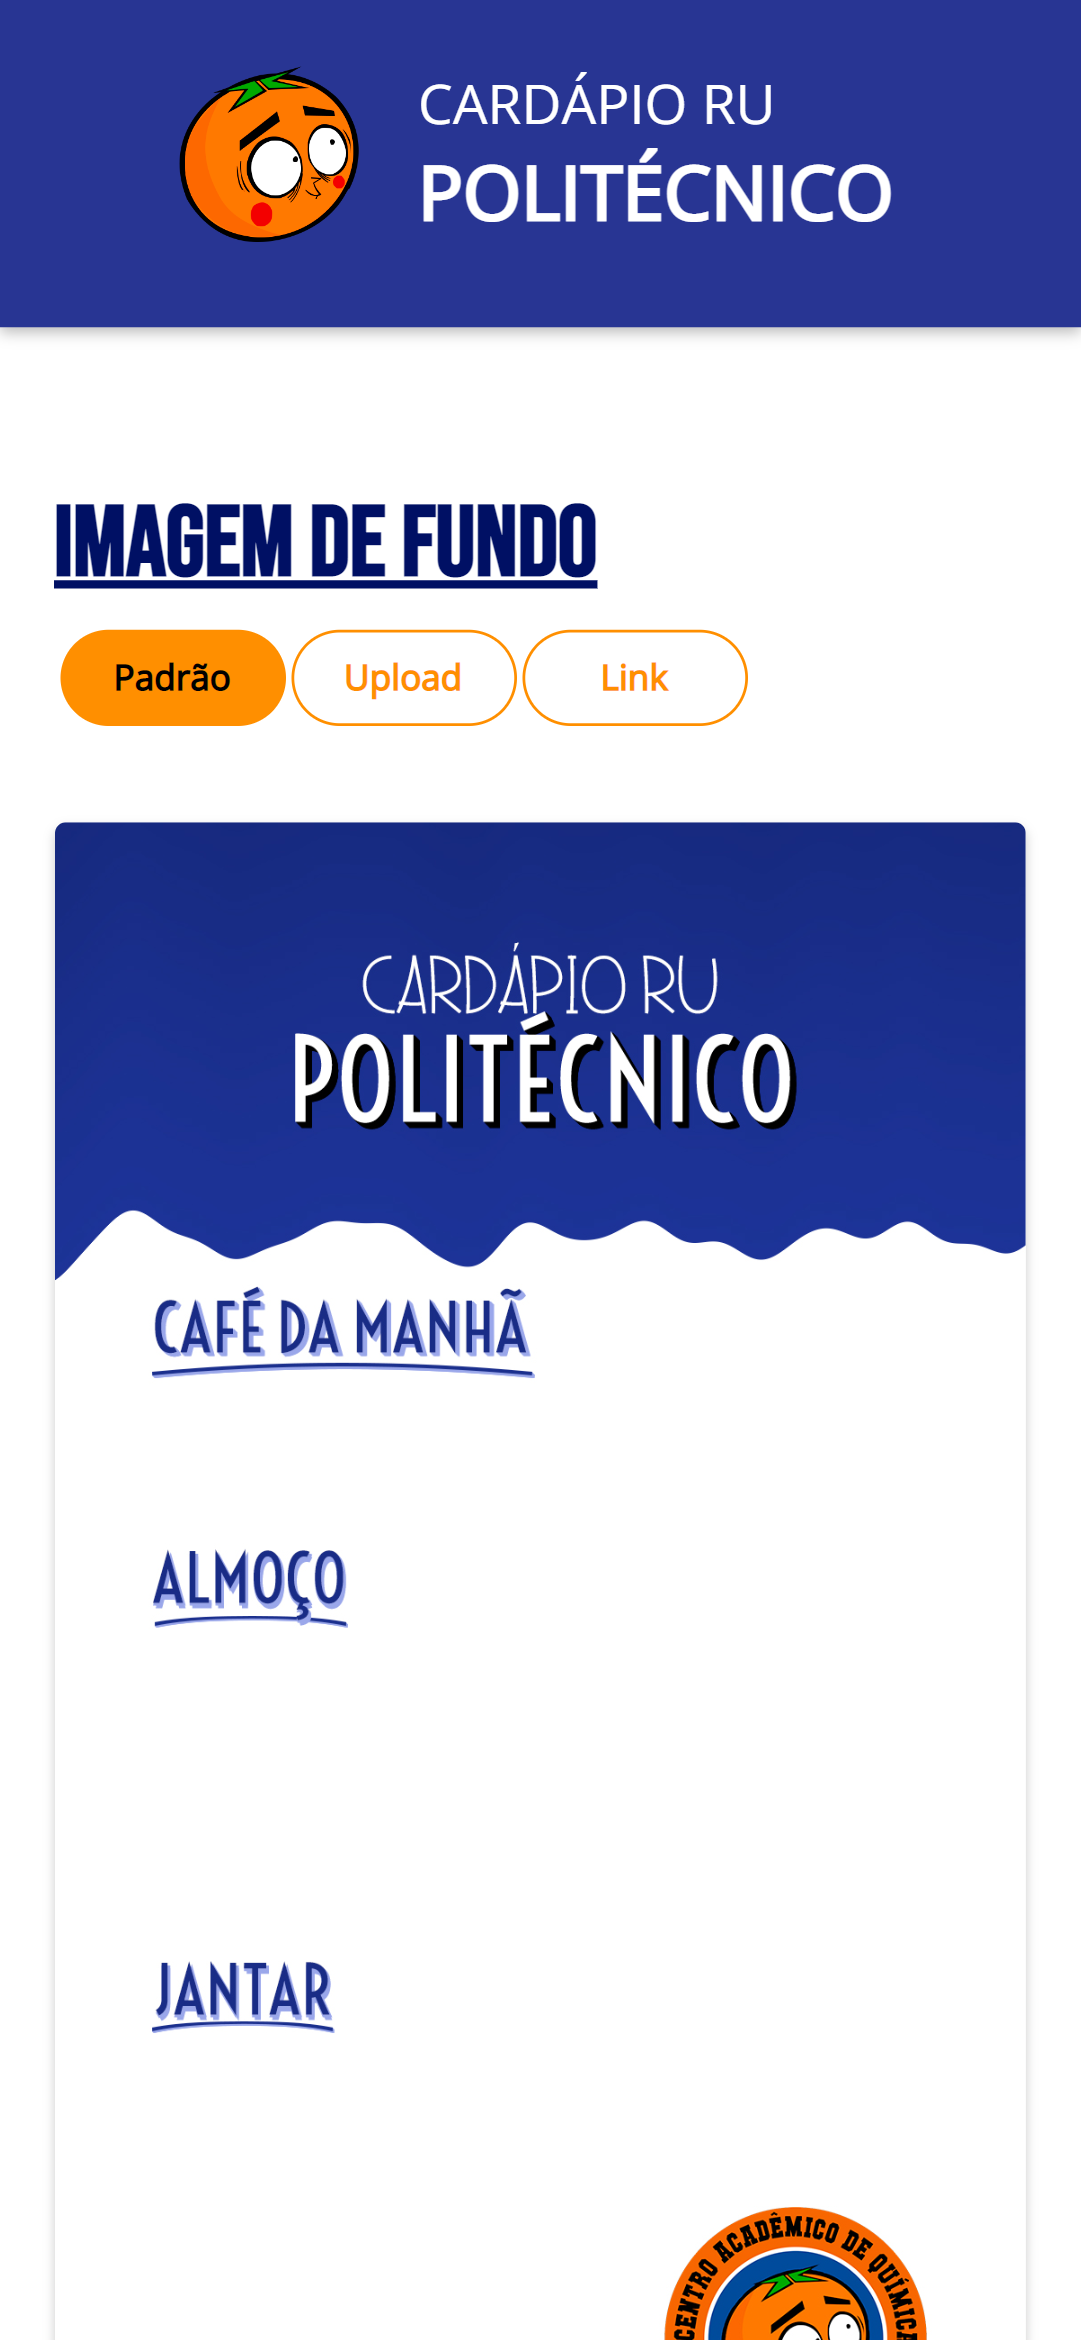 CARDÁPIO RU
POLITÉCNICO
IMAGEM DE FUNDO
Padrão
Upload
Link
CARDÁPIO RU
POLITÉCNICO
CAFÉ DA MANHÃ
ALMOÇO
JANTAR
CENTRO ACADÊMICO DE QUÍMICA